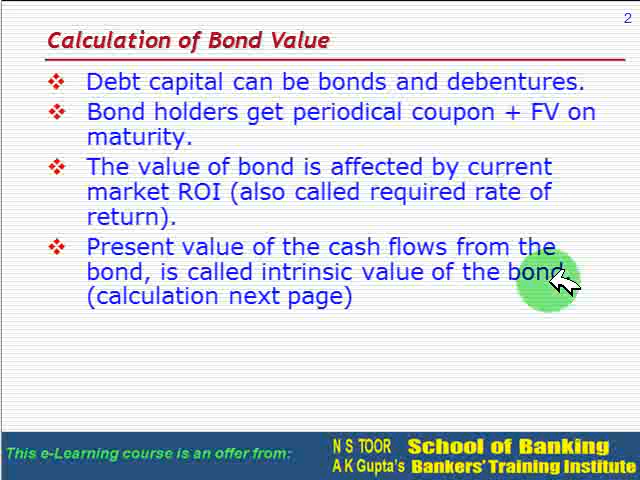 2
Calculation of Bond Value
Debt capital can be bonds and debentures.
Bond holders get periodical coupon + FV on
maturity.
The value of bond is affected by current
market ROI (also called required rate of
return).
Present value of the cash flows from the
bond, is called intrinsic value of the bond.
(calculation next page)
This e-Learning course is an offer from:
N S TOOR School of Banking
A K Gupta's Bankers' Training Institute